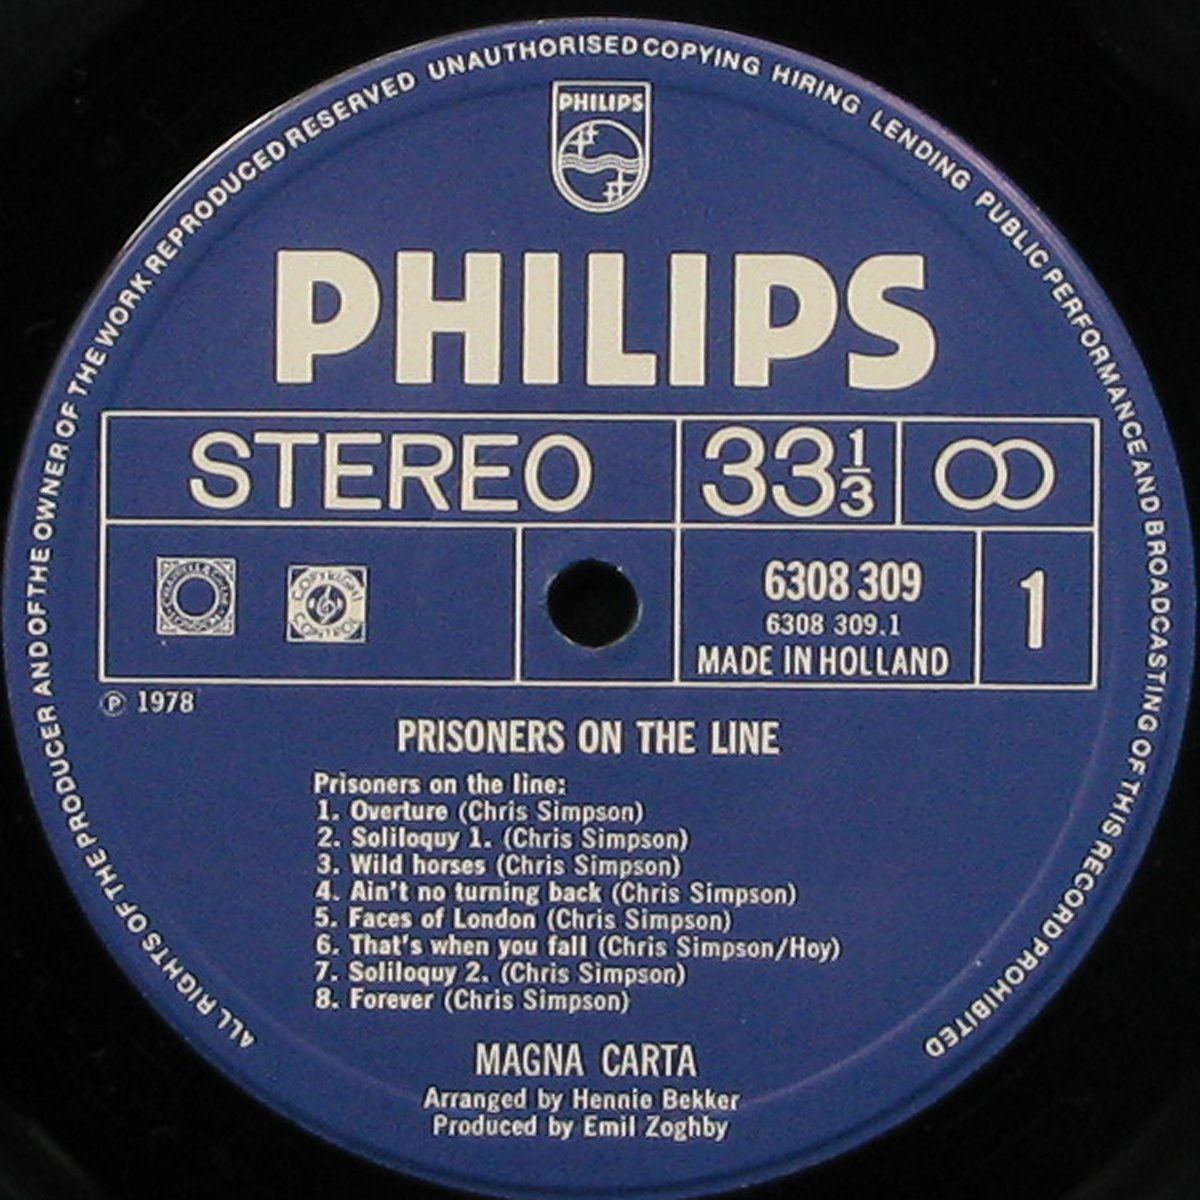 ALL RIGHTS OF THE PRODUCER AND OF THE OWNER OF THE WORK REPRODUCED RESERVED UNAUTHORISED COPYING HIRING LENDING PUBLIC PERFORMANCE AND BROADCASTING OF THIS RECORD PROHIBITED
PHILIPS
PHILIPS
STEREO 33 1/3
COPYRIGHT CONTROL
6308 309
6308 309.1
MADE IN HOLLAND
1
℗ 1978
PRISONERS ON THE LINE
Prisoners on the line:
1. Overture (Chris Simpson)
2. Soliloquy 1. (Chris Simpson)
3. Wild horses (Chris Simpson)
4. Ain't no turning back (Chris Simpson)
5. Faces of London (Chris Simpson)
6. That's when you fall (Chris Simpson/Hoy)
7. Soliloquy 2. (Chris Simpson)
8. Forever (Chris Simpson)
MAGNA CARTA
Arranged by Hennie Bekker
Produced by Emil Zoghby